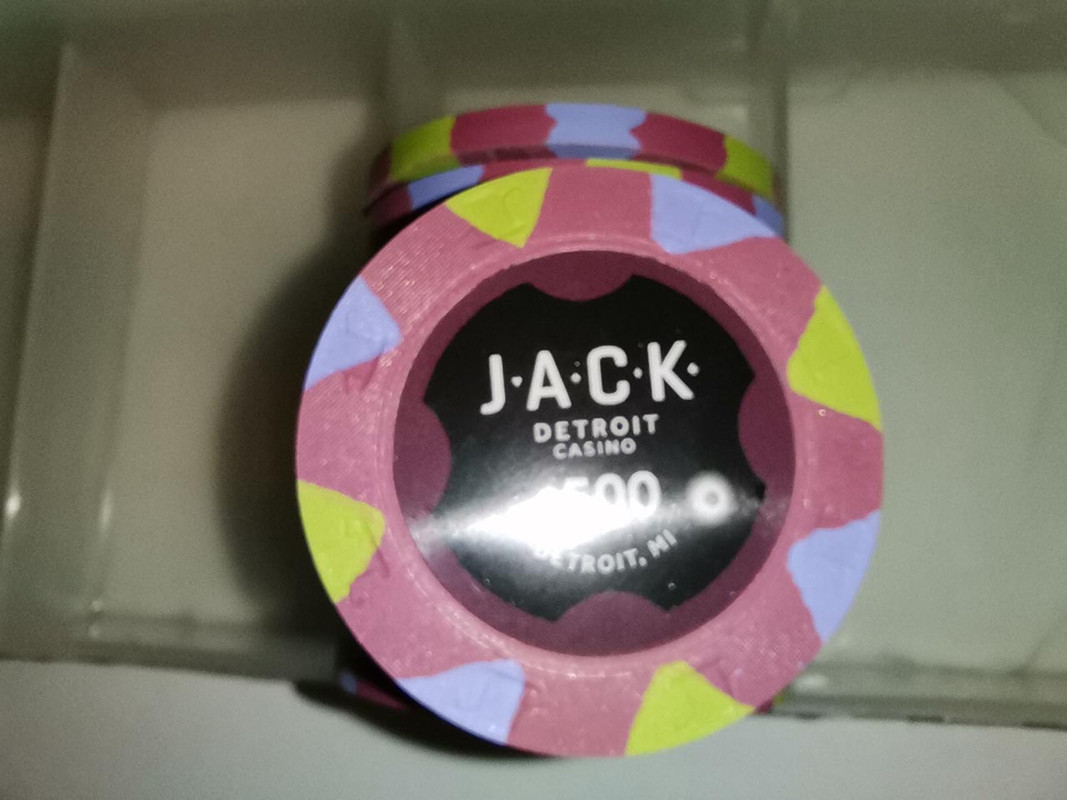 J·A·C·K·
DETROIT
CASINO
500
DETROIT, MI